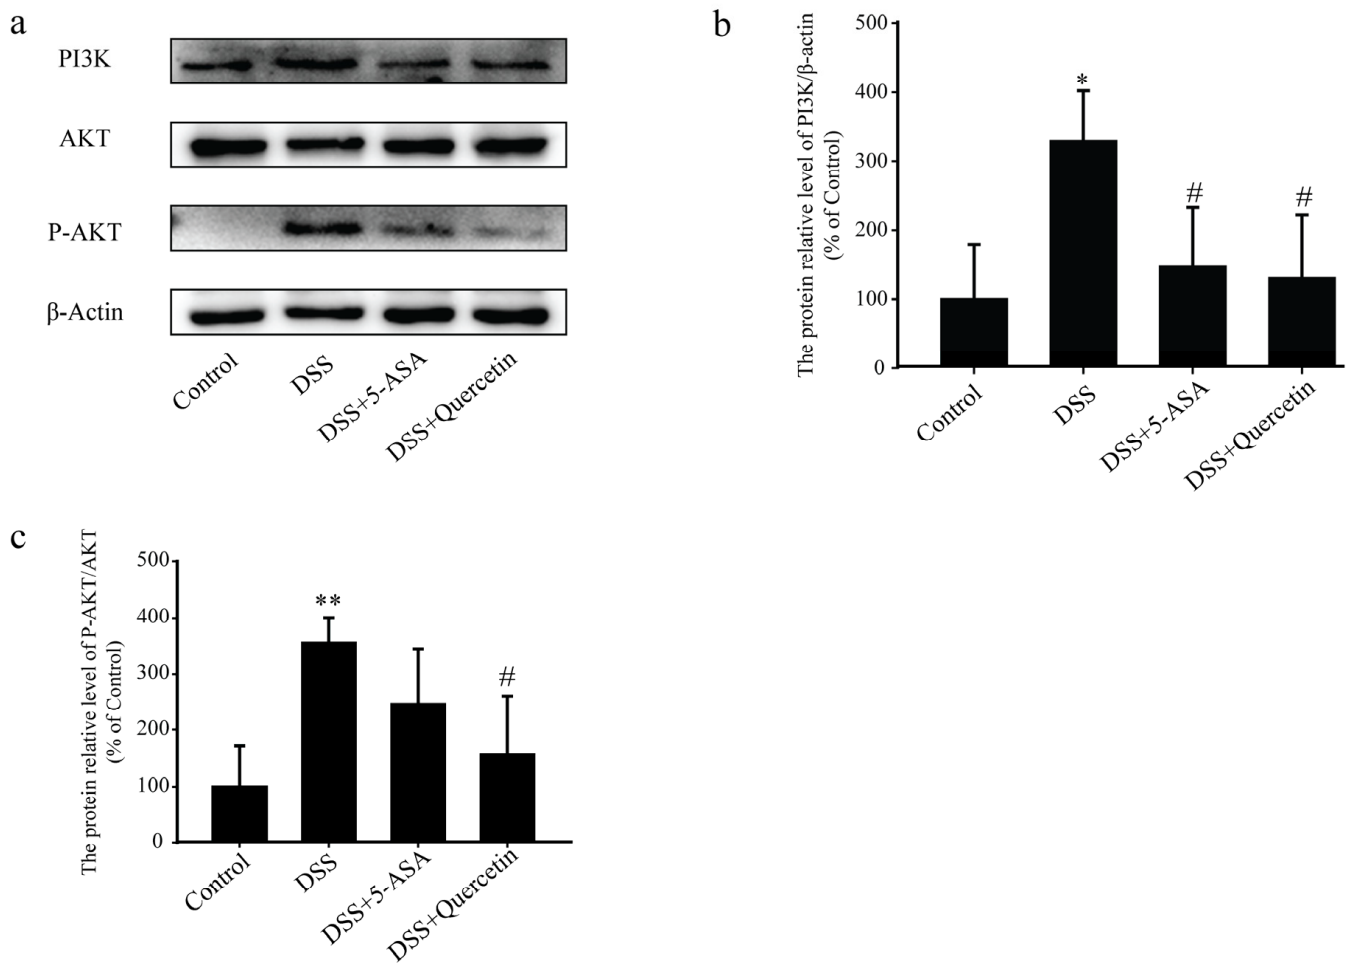 a
PI3K
AKT
P-AKT
β-Actin
Control
DSS
DSS+5-ASA
DSS+Quercetin
b
The protein relative level of PI3K/β-actin
(% of Control)
500
400
300
200
100
0
*
#
#
Control
DSS
DSS+5-ASA
DSS+Quercetin
c
The protein relative level of P-AKT/AKT
(% of Control)
500
400
300
200
100
0
**
#
Control
DSS
DSS+5-ASA
DSS+Quercetin